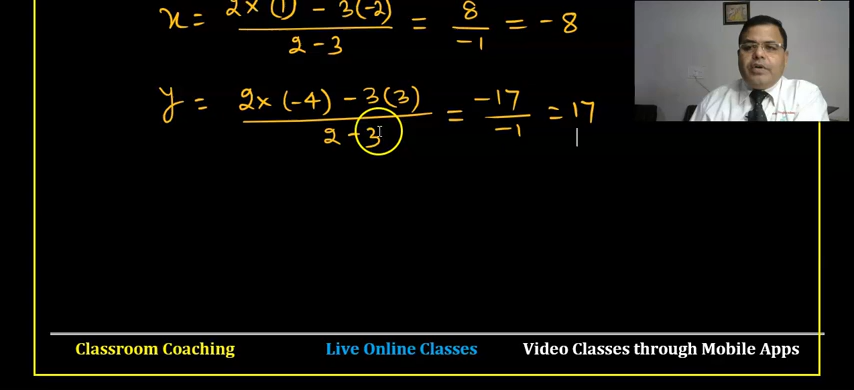 x = 2 × (1) - 3(-2) / 2 - 3 = 8 / -1 = -8
y = 2 × (-4) - 3(3) / 2 - 3 = -17 / -1 = 17
Classroom Coaching Live Online Classes Video Classes through Mobile Apps